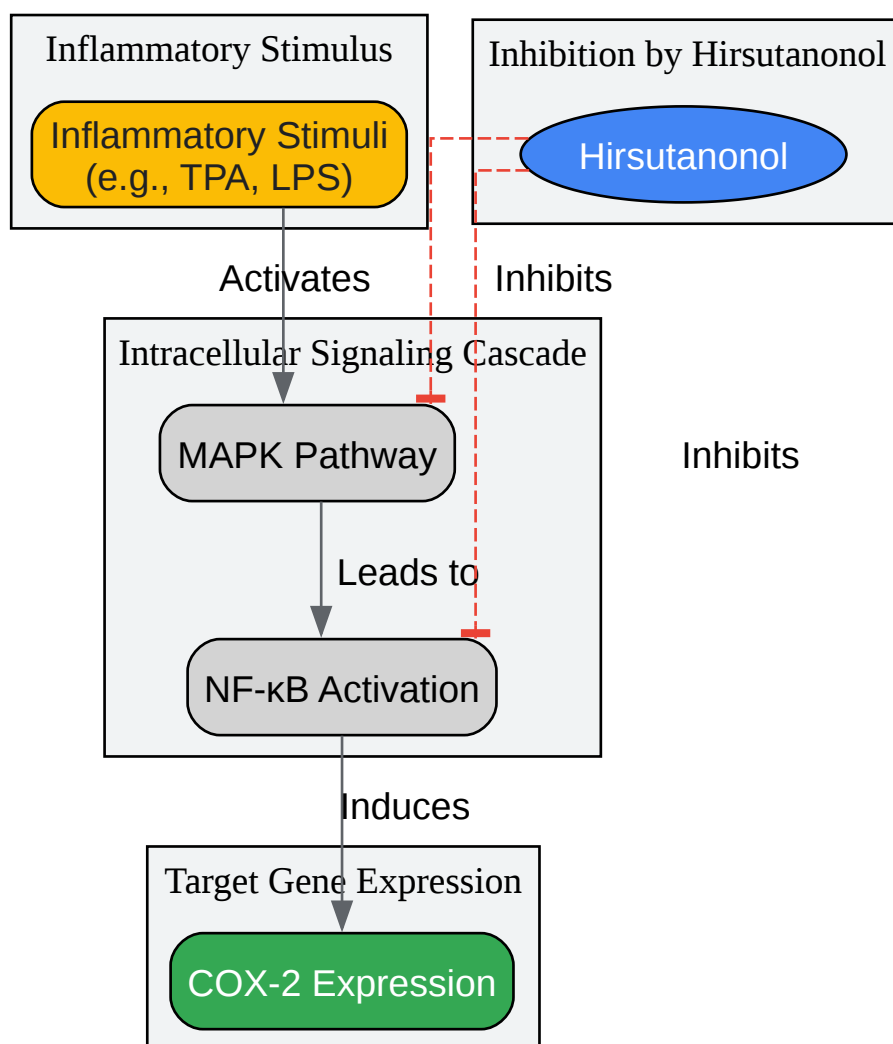 Inflammatory Stimulus
Inflammatory Stimuli
(e.g., TPA, LPS)
Inhibition by Hirsutanonol
Hirsutanonol
Activates
Inhibits
Intracellular Signaling Cascade
MAPK Pathway
Inhibits
Leads to
NF-κB Activation
Induces
Target Gene Expression
COX-2 Expression